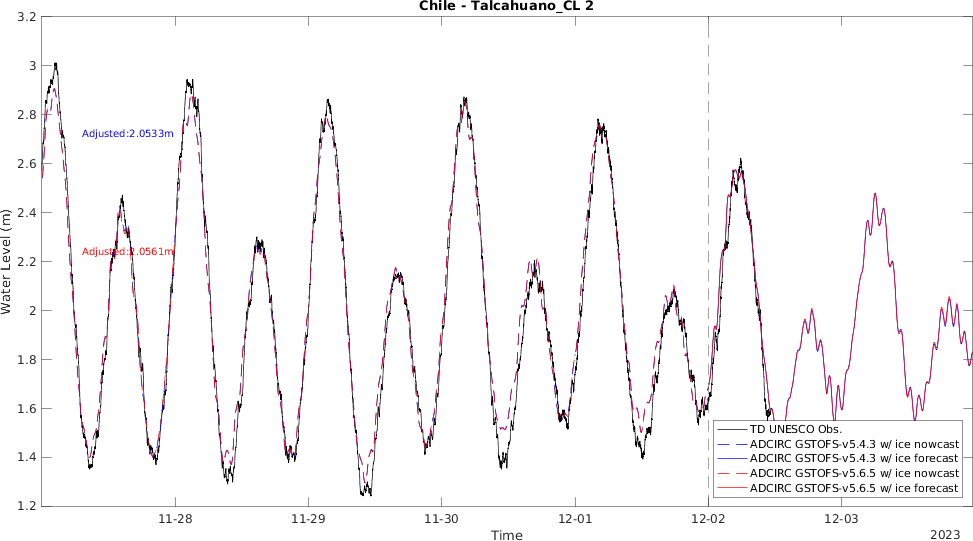 Chile - Talcahuano_CL 2
3.2
3
2.8
2.6
2.4
2.2
2
1.8
1.6
1.4
1.2
Water Level (m)
Adjusted:2.0533m
Adjusted:2.0561m
TD UNESCO Obs.
ADCIRC GSTOFS-v5.4.3 w/ ice nowcast
ADCIRC GSTOFS-v5.4.3 w/ ice forecast
ADCIRC GSTOFS-v5.6.5 w/ ice nowcast
ADCIRC GSTOFS-v5.6.5 w/ ice forecast
11-28 11-29 11-30 12-01 12-02 12-03
Time
2023